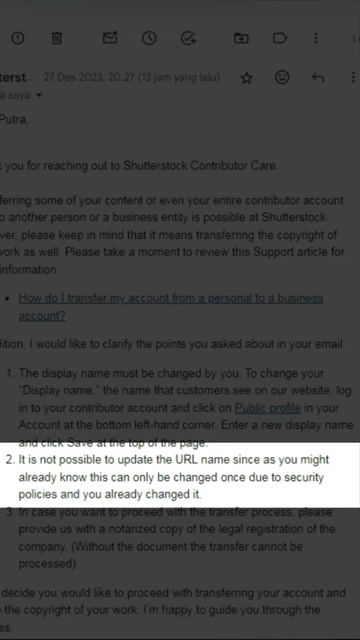 27 Des 2023, 20.27 (13 jam yang lalu)
a saya
Putra,
you for reaching out to Shutterstock Contributor Care.
ferring some of your content or even your entire contributor account
o another person or a business entity is possible at Shutterstock.
ver, please keep in mind that it means transferring the copyright of
work as well. Please take a moment to review this Support article for
information.
• How do I transfer my account from a personal to a business
account?
dition. I would like to clarify the points you asked about in your email.
1. The display name must be changed by you. To change your
"Display name," the name that customers see on our website, log
in to your contributor account and click on Public profile in your
Account at the bottom left-hand corner. Enter a new display name
and click Save at the top of the page.
2. It is not possible to update the URL name since as you might
already know this can only be changed once due to security
policies and you already changed it.
3. In case you want to proceed with the transfer process, please
provide us with a notarized copy of the legal registration of the
company. (Without the document the transfer cannot be
processed)
decide you would like to proceed with transferring your account and
the copyright of your work, I'm happy to guide you through the